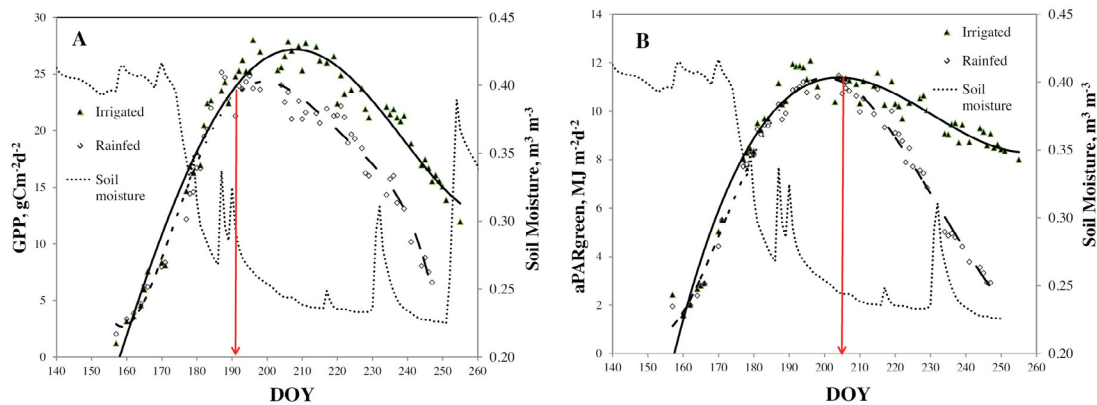 A
30
25
20
15
10
5
0
GPP, gCm⁻²d⁻²
0.45
0.40
0.35
0.30
0.25
0.20
Soil Moisture, m³ m⁻³
Irrigated
Rainfed
Soil
moisture
140 150 160 170 180 190 200 210 220 230 240 250 260
DOY
B
14
12
10
8
6
4
2
0
aPARgreen, MJ m⁻²d⁻²
0.45
0.40
0.35
0.30
0.25
0.20
Soil Moisture, m³ m⁻³
Irrigated
Rainfed
Soil
moisture
140 150 160 170 180 190 200 210 220 230 240 250 260
DOY